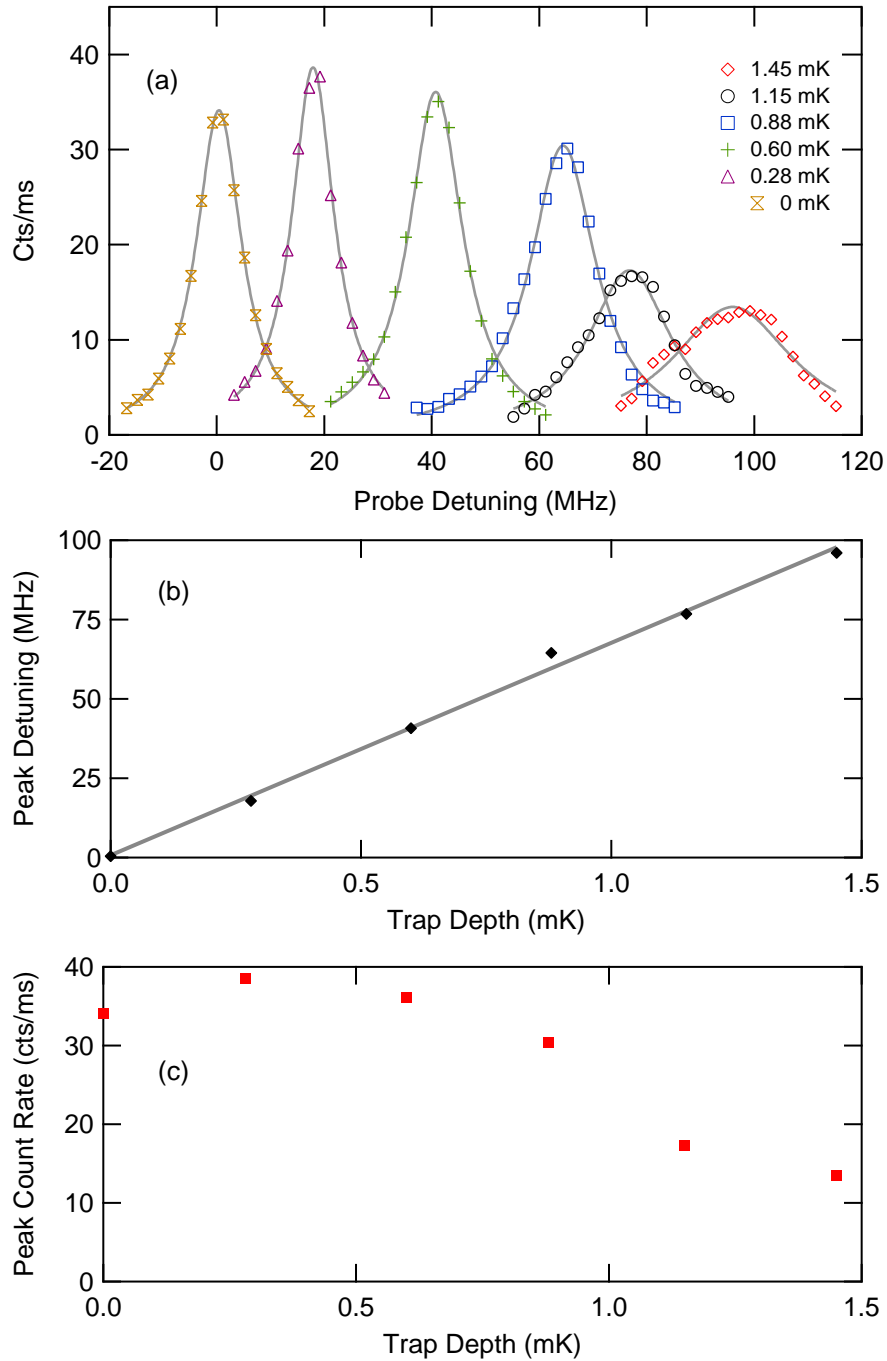 40
30
20
10
0
Cts/ms
(a)
1.45 mK
1.15 mK
0.88 mK
0.60 mK
0.28 mK
0 mK
-20 0 20 40 60 80 100 120
Probe Detuning (MHz)
100
75
50
25
0
Peak Detuning (MHz)
(b)
0.0 0.5 1.0 1.5
Trap Depth (mK)
40
30
20
10
0
Peak Count Rate (cts/ms)
(c)
0.0 0.5 1.0 1.5
Trap Depth (mK)